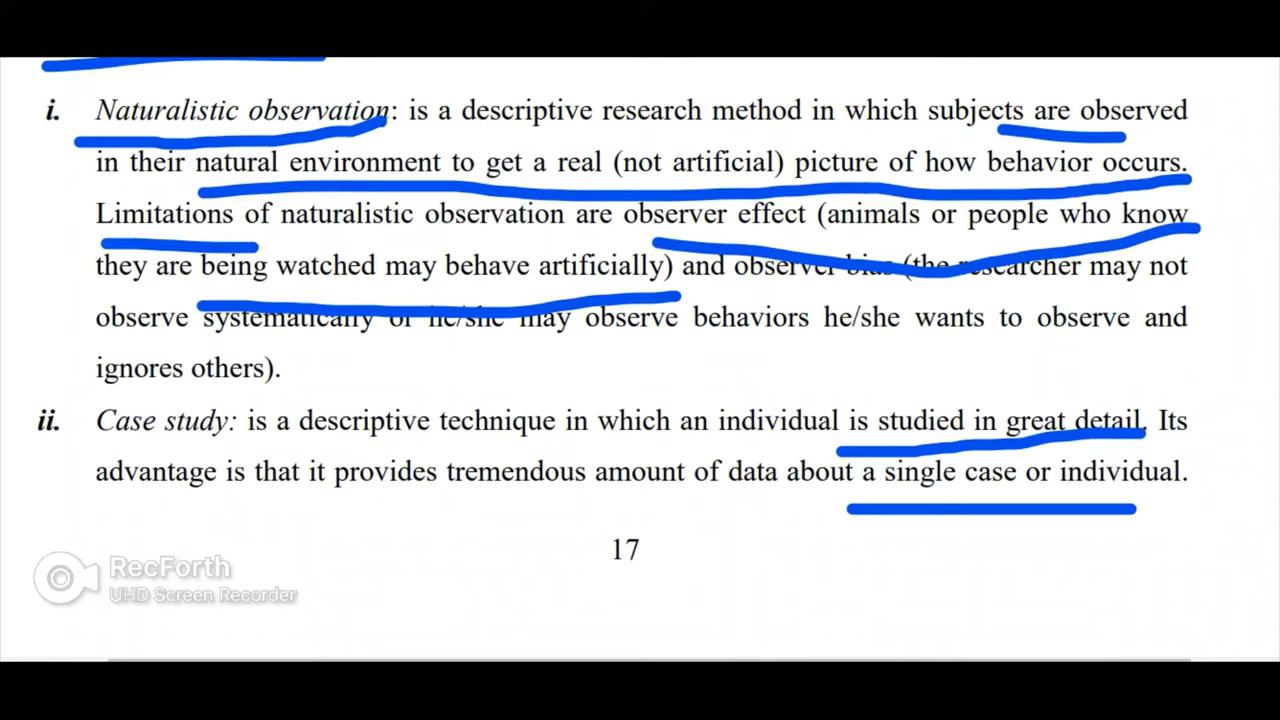 i. Naturalistic observation: is a descriptive research method in which subjects are observed
in their natural environment to get a real (not artificial) picture of how behavior occurs.
Limitations of naturalistic observation are observer effect (animals or people who know
they are being watched may behave artificially) and observer bias (the researcher may not
observe systematically or he/she may observe behaviors he/she wants to observe and
ignores others).
ii. Case study: is a descriptive technique in which an individual is studied in great detail. Its
advantage is that it provides tremendous amount of data about a single case or individual.
17
RecForth
UHD Screen Recorder